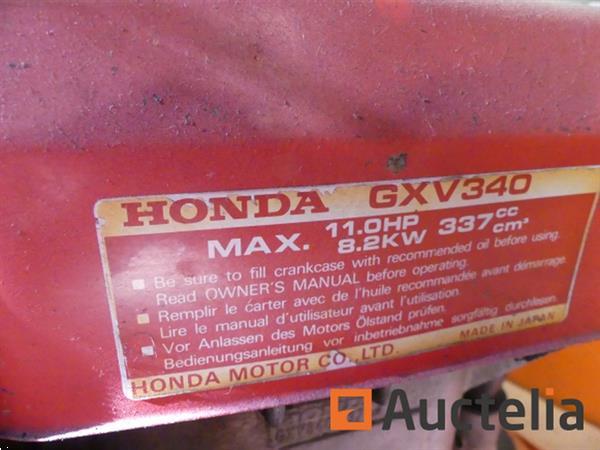 HONDA GXV340
MAX. 11.0HP 337cc
8.2KW cm³
Be sure to fill crankcase with recommended oil before using.
Read OWNER'S MANUAL before operating.
Remplir le carter avec de l'huile recommandée avant démarrage.
Lire le manuel d'utilisateur avant l'utilisation.
Vor Anlassen des Motors Ölstand prüfen.
Bedienungsanleitung vor inbetriebnahme sorgfältig durchlesen.
HONDA MOTOR CO., LTD. MADE IN JAPAN
Auctelia